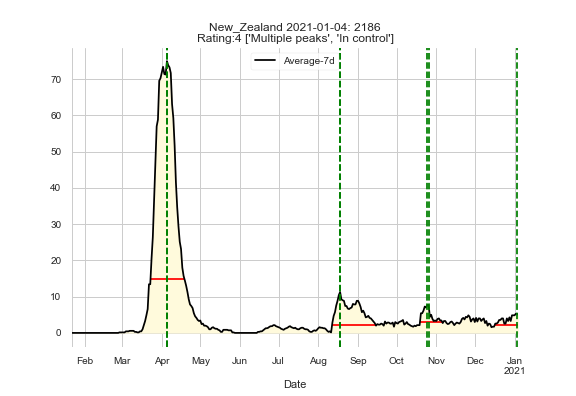 New_Zealand 2021-01-04: 2186
Rating:4 ['Multiple peaks', 'In control']
Average-7d
70
60
50
40
30
20
10
0
Feb Mar Apr May Jun Jul Aug Sep Oct Nov Dec Jan
2021
Date